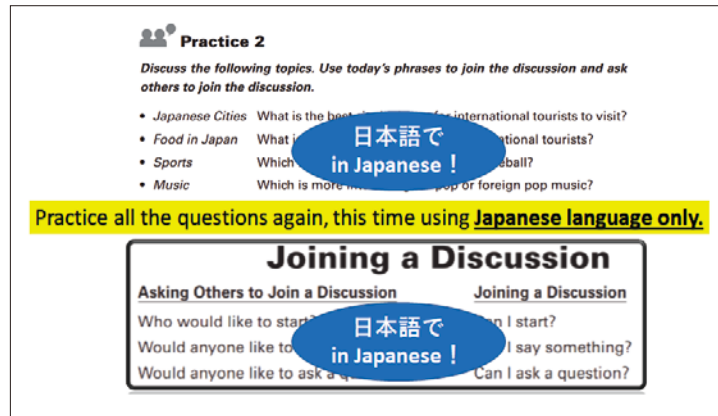 Practice 2
Discuss the following topics. Use today's phrases to join the discussion and ask
others to join the discussion.
• Japanese Cities What is the best for international tourists to visit?
• Food in Japan What tional tourists?
• Sports Which
• Music Which is more pop or foreign pop music?
日本語で
in Japanese！
Practice all the questions again, this time using Japanese language only.
Joining a Discussion
Asking Others to Join a Discussion Joining a Discussion
Who would like to start? Can I start?
Would anyone like to I say something?
Would anyone like to ask a Can I ask a question?
日本語で
in Japanese！